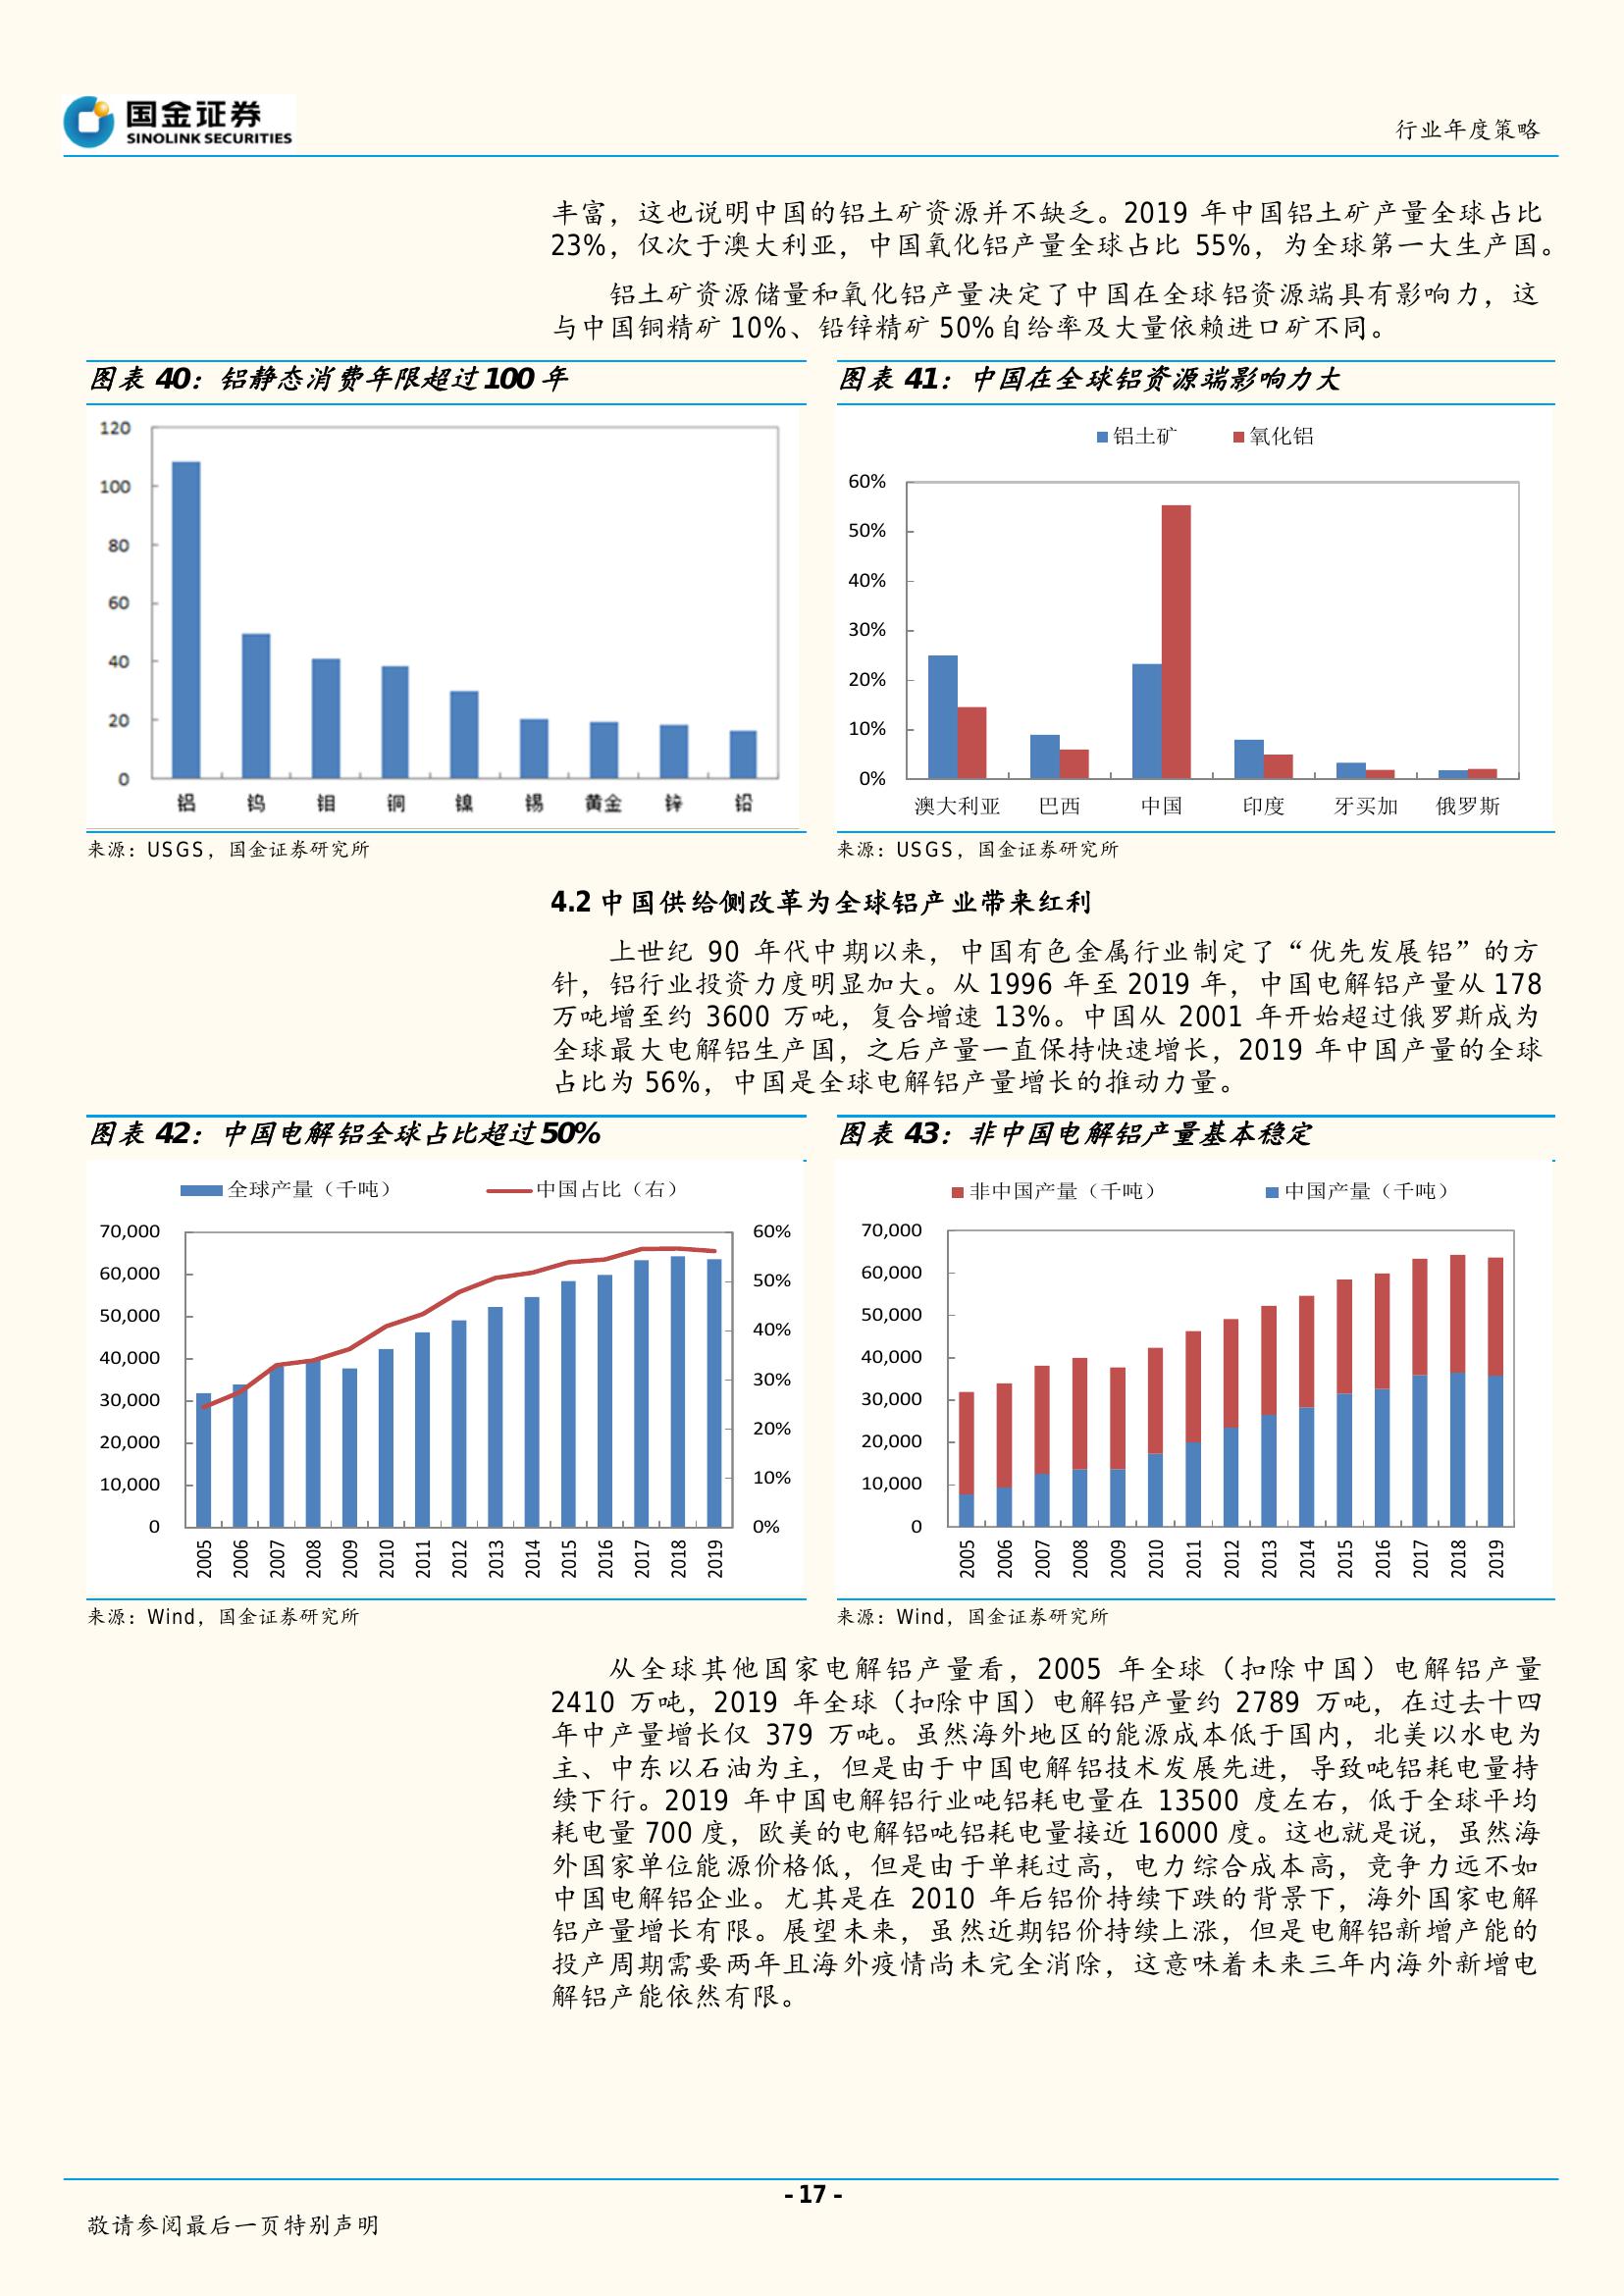 国金证券
SINOLINK SECURITIES
行业年度策略
丰富，这也说明中国的铝土矿资源并不缺乏。2019 年中国铝土矿产量全球占比
23%，仅次于澳大利亚，中国氧化铝产量全球占比 55%，为全球第一大生产国。
铝土矿资源储量和氧化铝产量决定了中国在全球铝资源端具有影响力，这
与中国铜精矿 10%、铅锌精矿 50%自给率及大量依赖进口矿不同。
图表 40：铝静态消费年限超过 100 年
120
100
80
60
40
20
0
铝 钨 钼 铜 镍 锡 黄金 锌 铅
来源：USGS，国金证券研究所
图表 41：中国在全球铝资源端影响力大
铝土矿 氧化铝
60%
50%
40%
30%
20%
10%
0%
澳大利亚 巴西 中国 印度 牙买加 俄罗斯
来源：USGS，国金证券研究所
4.2 中国供给侧改革为全球铝产业带来红利
上世纪 90 年代中期以来，中国有色金属行业制定了“优先发展铝”的方
针，铝行业投资力度明显加大。从 1996 年至 2019 年，中国电解铝产量从 178
万吨增至约 3600 万吨，复合增速 13%。中国从 2001 年开始超过俄罗斯成为
全球最大电解铝生产国，之后产量一直保持快速增长，2019 年中国产量的全球
占比为 56%，中国是全球电解铝产量增长的推动力量。
图表 42：中国电解铝全球占比超过 50%
全球产量（千吨） 中国占比（右）
70,000
60,000
50,000
40,000
30,000
20,000
10,000
0
60%
50%
40%
30%
20%
10%
0%
2005 2006 2007 2008 2009 2010 2011 2012 2013 2014 2015 2016 2017 2018 2019
来源：Wind，国金证券研究所
图表 43：非中国电解铝产量基本稳定
非中国产量（千吨） 中国产量（千吨）
70,000
60,000
50,000
40,000
30,000
20,000
10,000
0
2005 2006 2007 2008 2009 2010 2011 2012 2013 2014 2015 2016 2017 2018 2019
来源：Wind，国金证券研究所
从全球其他国家电解铝产量看，2005 年全球（扣除中国）电解铝产量
2410 万吨，2019 年全球（扣除中国）电解铝产量约 2789 万吨，在过去十四
年中产量增长仅 379 万吨。虽然海外地区的能源成本低于国内，北美以水电为
主、中东以石油为主，但是由于中国电解铝技术发展先进，导致吨铝耗电量持
续下行。2019 年中国电解铝行业吨铝耗电量在 13500 度左右，低于全球平均
耗电量 700 度，欧美的电解铝吨铝耗电量接近 16000 度。这也就是说，虽然海
外国家单位能源价格低，但是由于单耗过高，电力综合成本高，竞争力远不如
中国电解铝企业。尤其是在 2010 年后铝价持续下跌的背景下，海外国家电解
铝产量增长有限。展望未来，虽然近期铝价持续上涨，但是电解铝新增产能的
投产周期需要两年且海外疫情尚未完全消除，这意味着未来三年内海外新增电
解铝产能依然有限。
- 17 -
敬请参阅最后一页特别声明